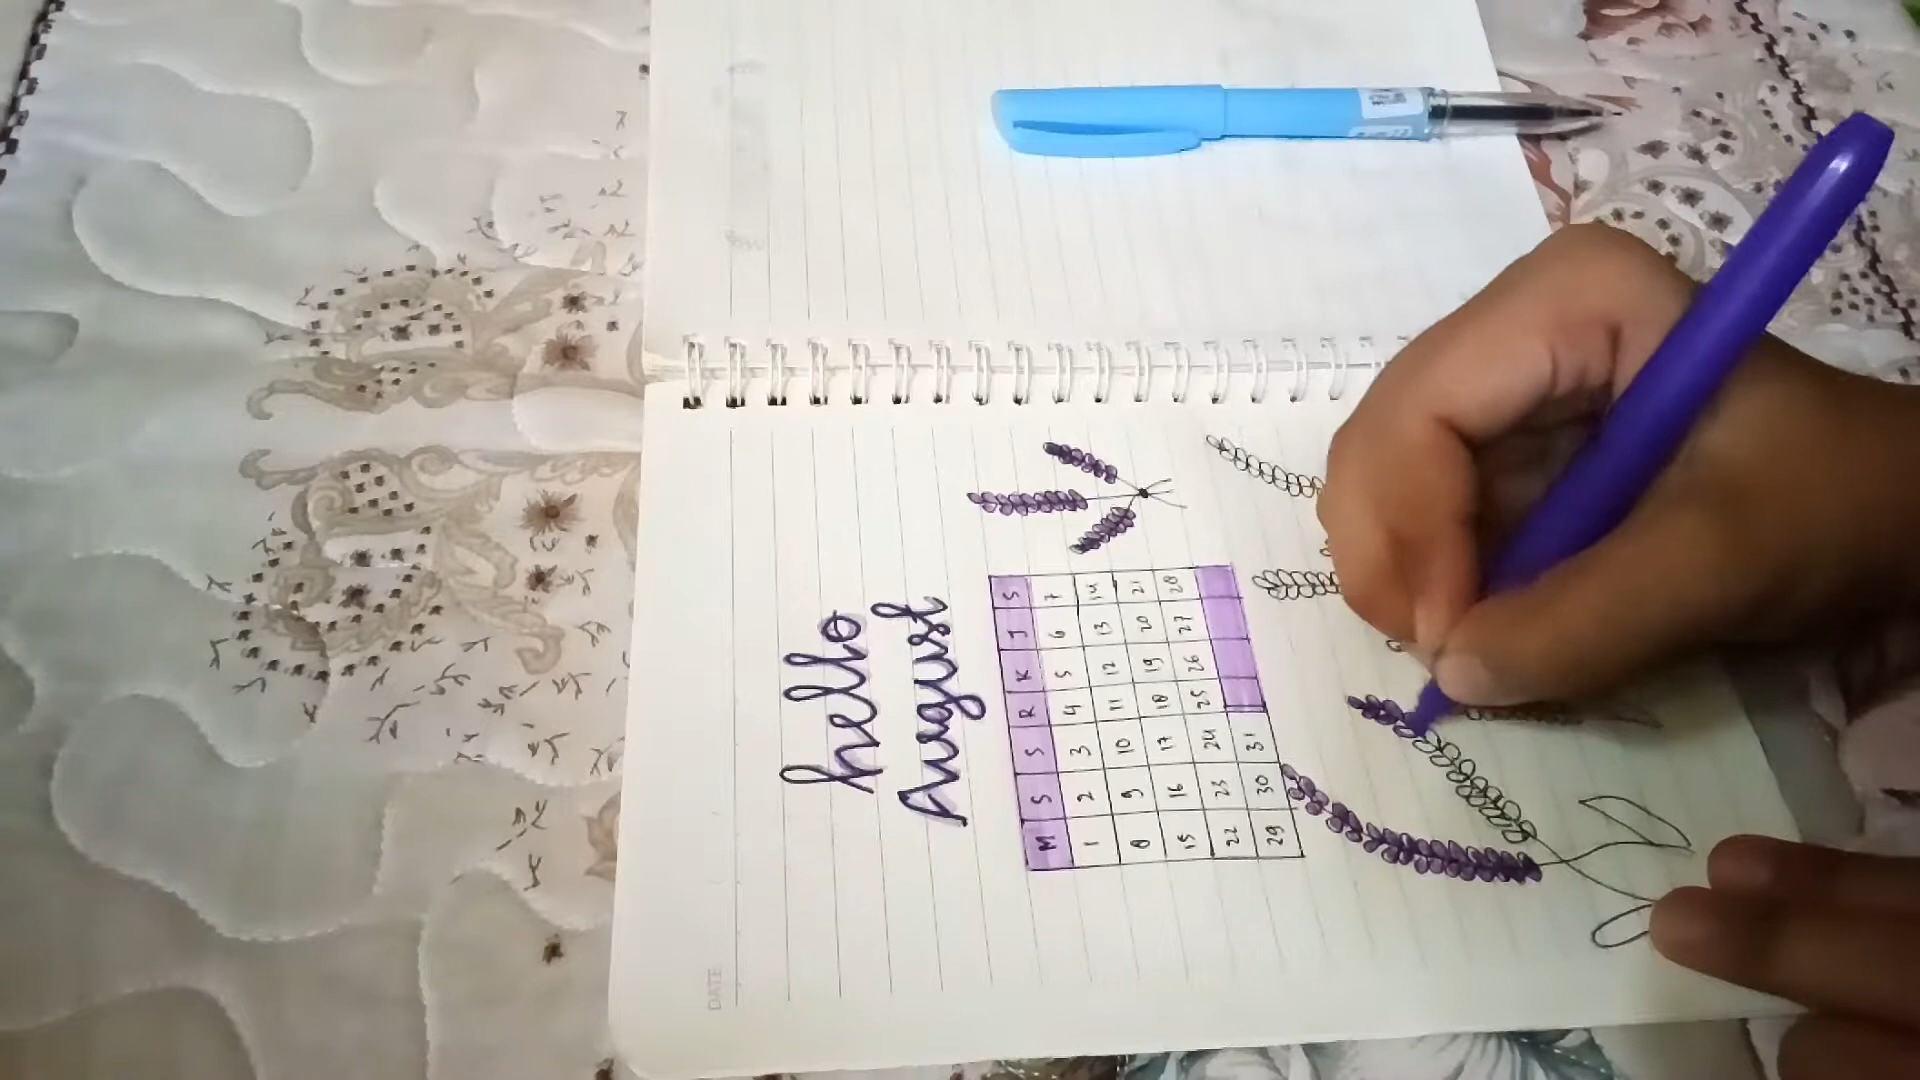 DATE
hello
August
M S S R K J S
1 2 3 4 5 6 7
8 9 10 11 12 13 14
15 16 17 18 19 20 21
22 23 24 25 26 27 28
29 30 31